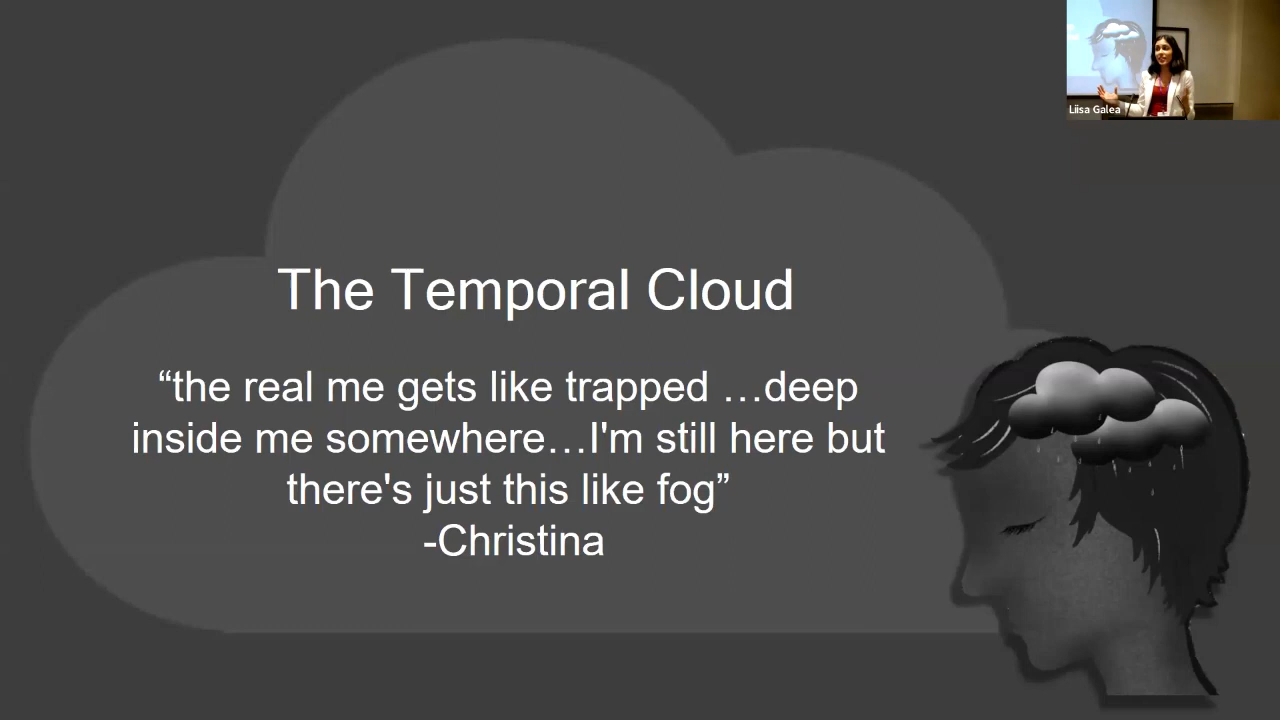 Liisa Galea
The Temporal Cloud
“the real me gets like trapped …deep
inside me somewhere…I'm still here but
there's just this like fog”
-Christina